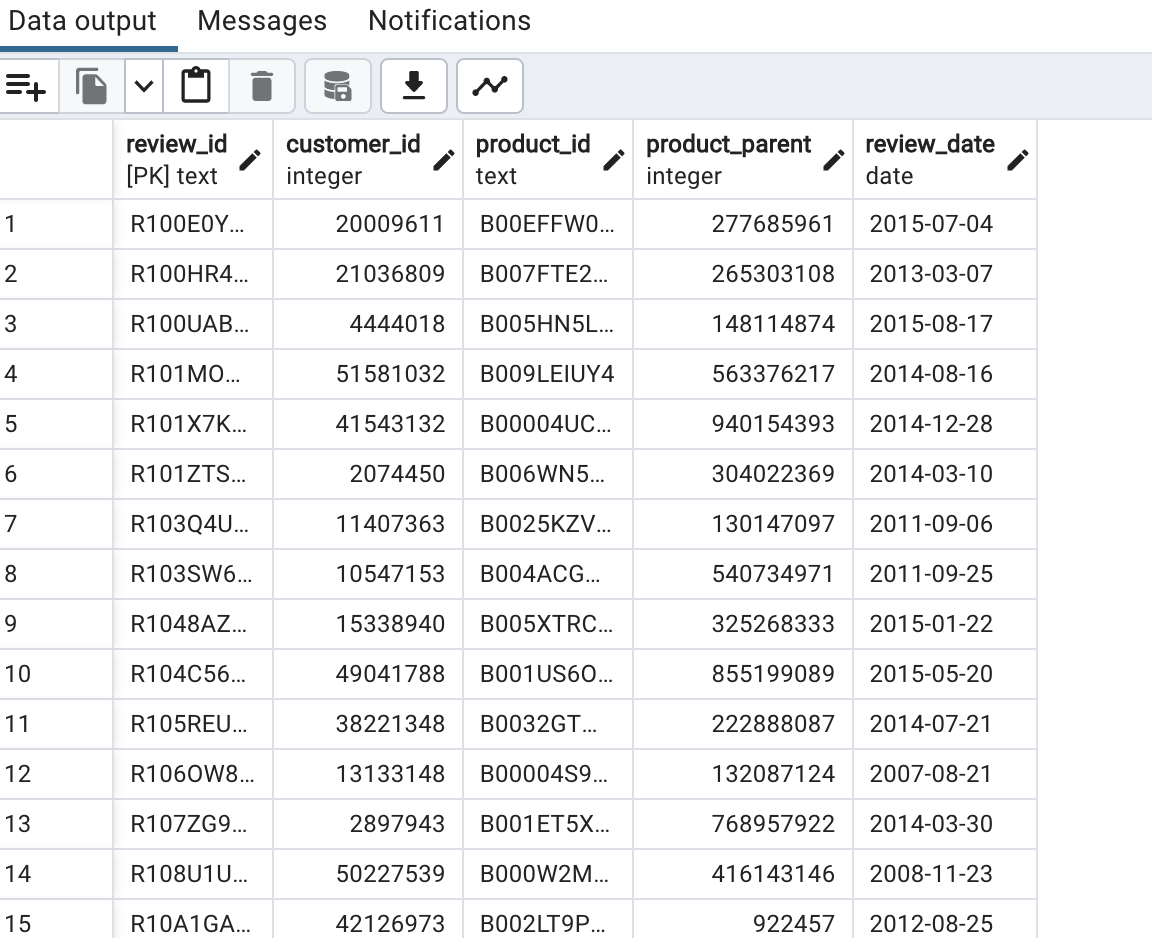 Data output Messages Notifications
review_id customer_id product_id product_parent review_date
[PK] text integer text integer date
1 R100E0Y... 20009611 B00EFFW0... 277685961 2015-07-04
2 R100HR4... 21036809 B007FTE2... 265303108 2013-03-07
3 R100UAB... 4444018 B005HN5L... 148114874 2015-08-17
4 R101MO... 51581032 B009LEIUY4 563376217 2014-08-16
5 R101X7K... 41543132 B00004UC... 940154393 2014-12-28
6 R101ZTS... 2074450 B006WN5... 304022369 2014-03-10
7 R103Q4U... 11407363 B0025KZV... 130147097 2011-09-06
8 R103SW6... 10547153 B004ACG... 540734971 2011-09-25
9 R1048AZ... 15338940 B005XTRC... 325268333 2015-01-22
10 R104C56... 49041788 B001US6O... 855199089 2015-05-20
11 R105REU... 38221348 B0032GT... 222888087 2014-07-21
12 R106OW8... 13133148 B00004S9... 132087124 2007-08-21
13 R107ZG9... 2897943 B001ET5X... 768957922 2014-03-30
14 R108U1U... 50227539 B000W2M... 416143146 2008-11-23
15 R10A1GA... 42126973 B002LT9P... 922457 2012-08-25